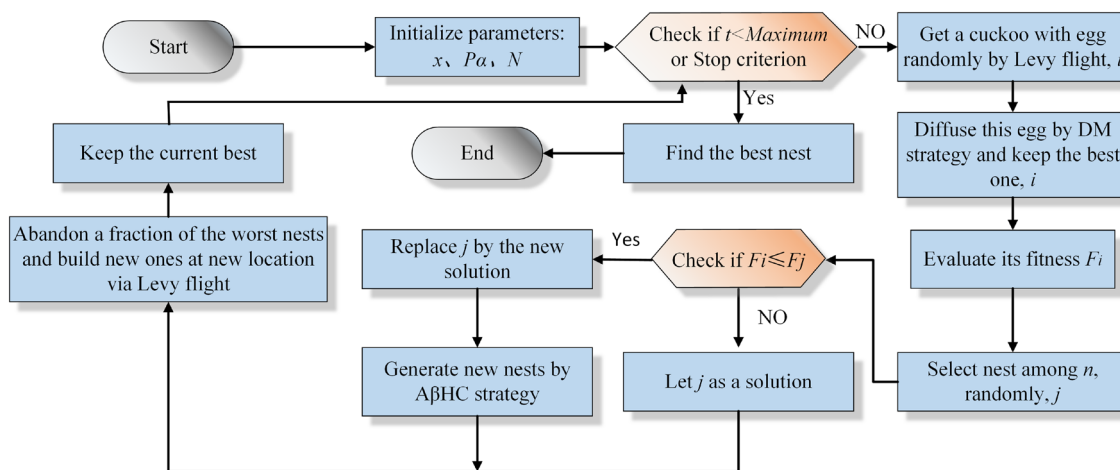 Start
Initialize parameters:
x、Pα、N
Check if t<Maximum
or Stop criterion
NO
Get a cuckoo with egg
randomly by Levy flight,
Yes
Diffuse this egg by DM
strategy and keep the best
one, i
Keep the current best
End
Find the best nest
Abandon a fraction of the worst nests
and build new ones at new location
via Levy flight
Replace j by the new
solution
Yes
Check if Fi≤Fj
Evaluate its fitness Fi
NO
Generate new nests by
AβHC strategy
Let j as a solution
Select nest among n,
randomly, j